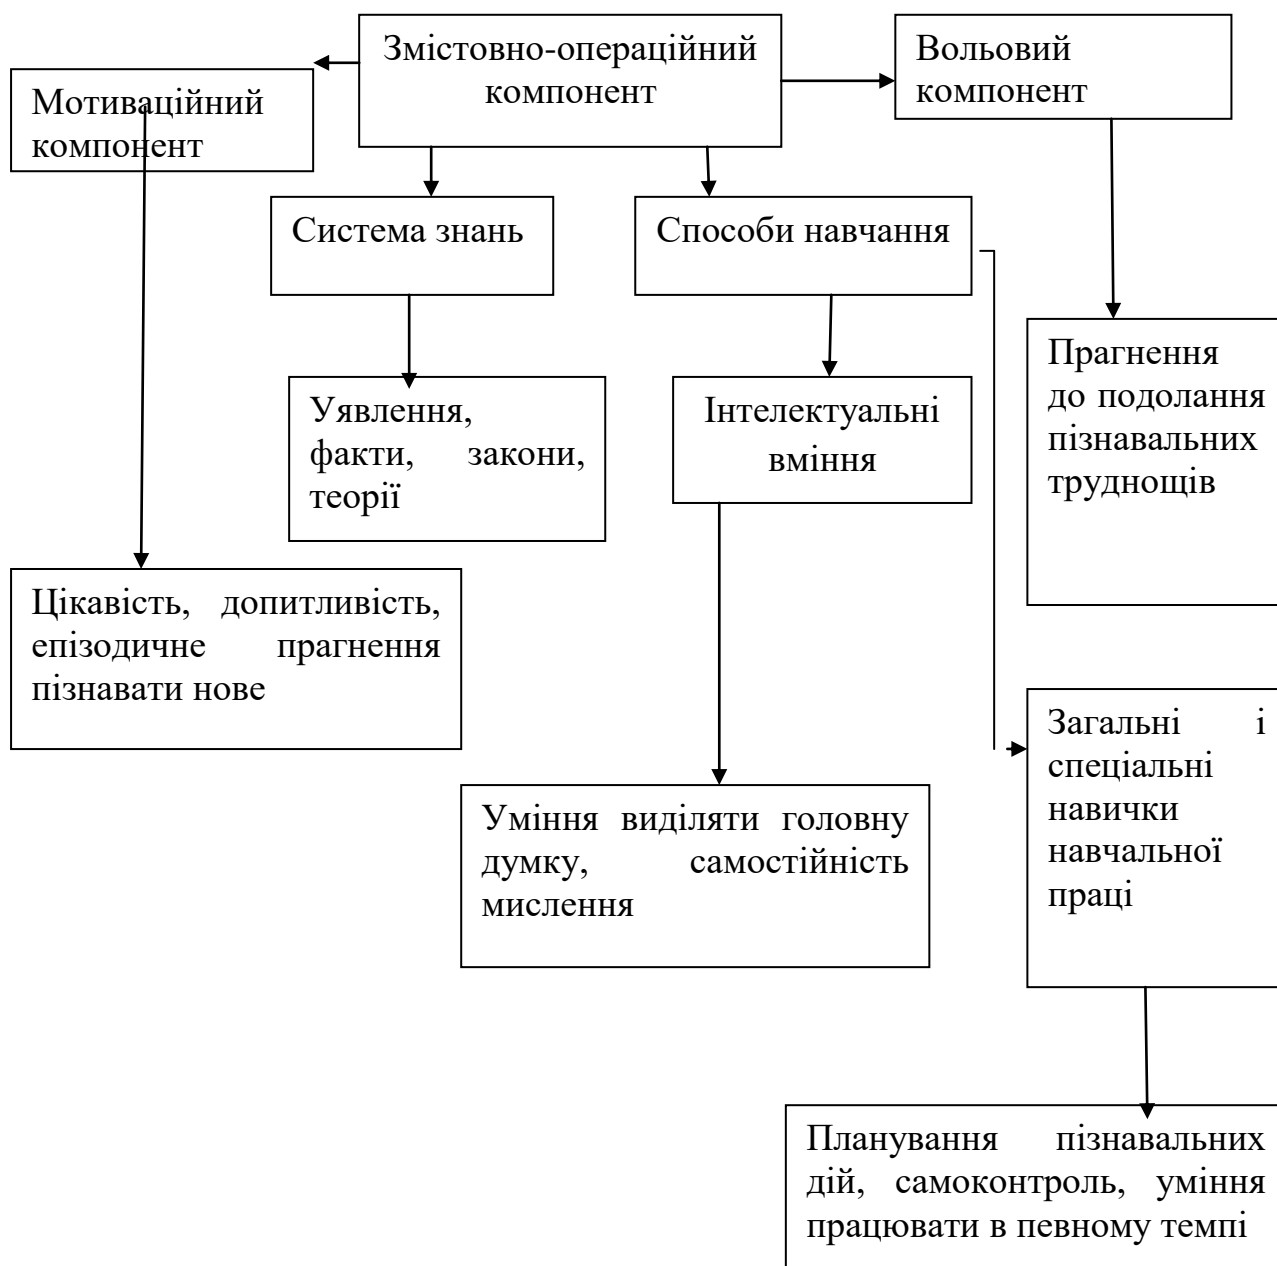 Змістовно-операційний
компонент
Вольовий
компонент
Мотиваційний
компонент
Система знань
Способи навчання
Прагнення
до подолання
пізнавальних
труднощів
Уявлення,
факти, закони,
теорії
Інтелектуальні
вміння
Цікавість, допитливість,
епізодичне прагнення
пізнавати нове
Загальні і
спеціальні
навички
навчальної
праці
Уміння виділяти головну
думку, самостійність
мислення
Планування пізнавальних
дій, самоконтроль, уміння
працювати в певному темпі